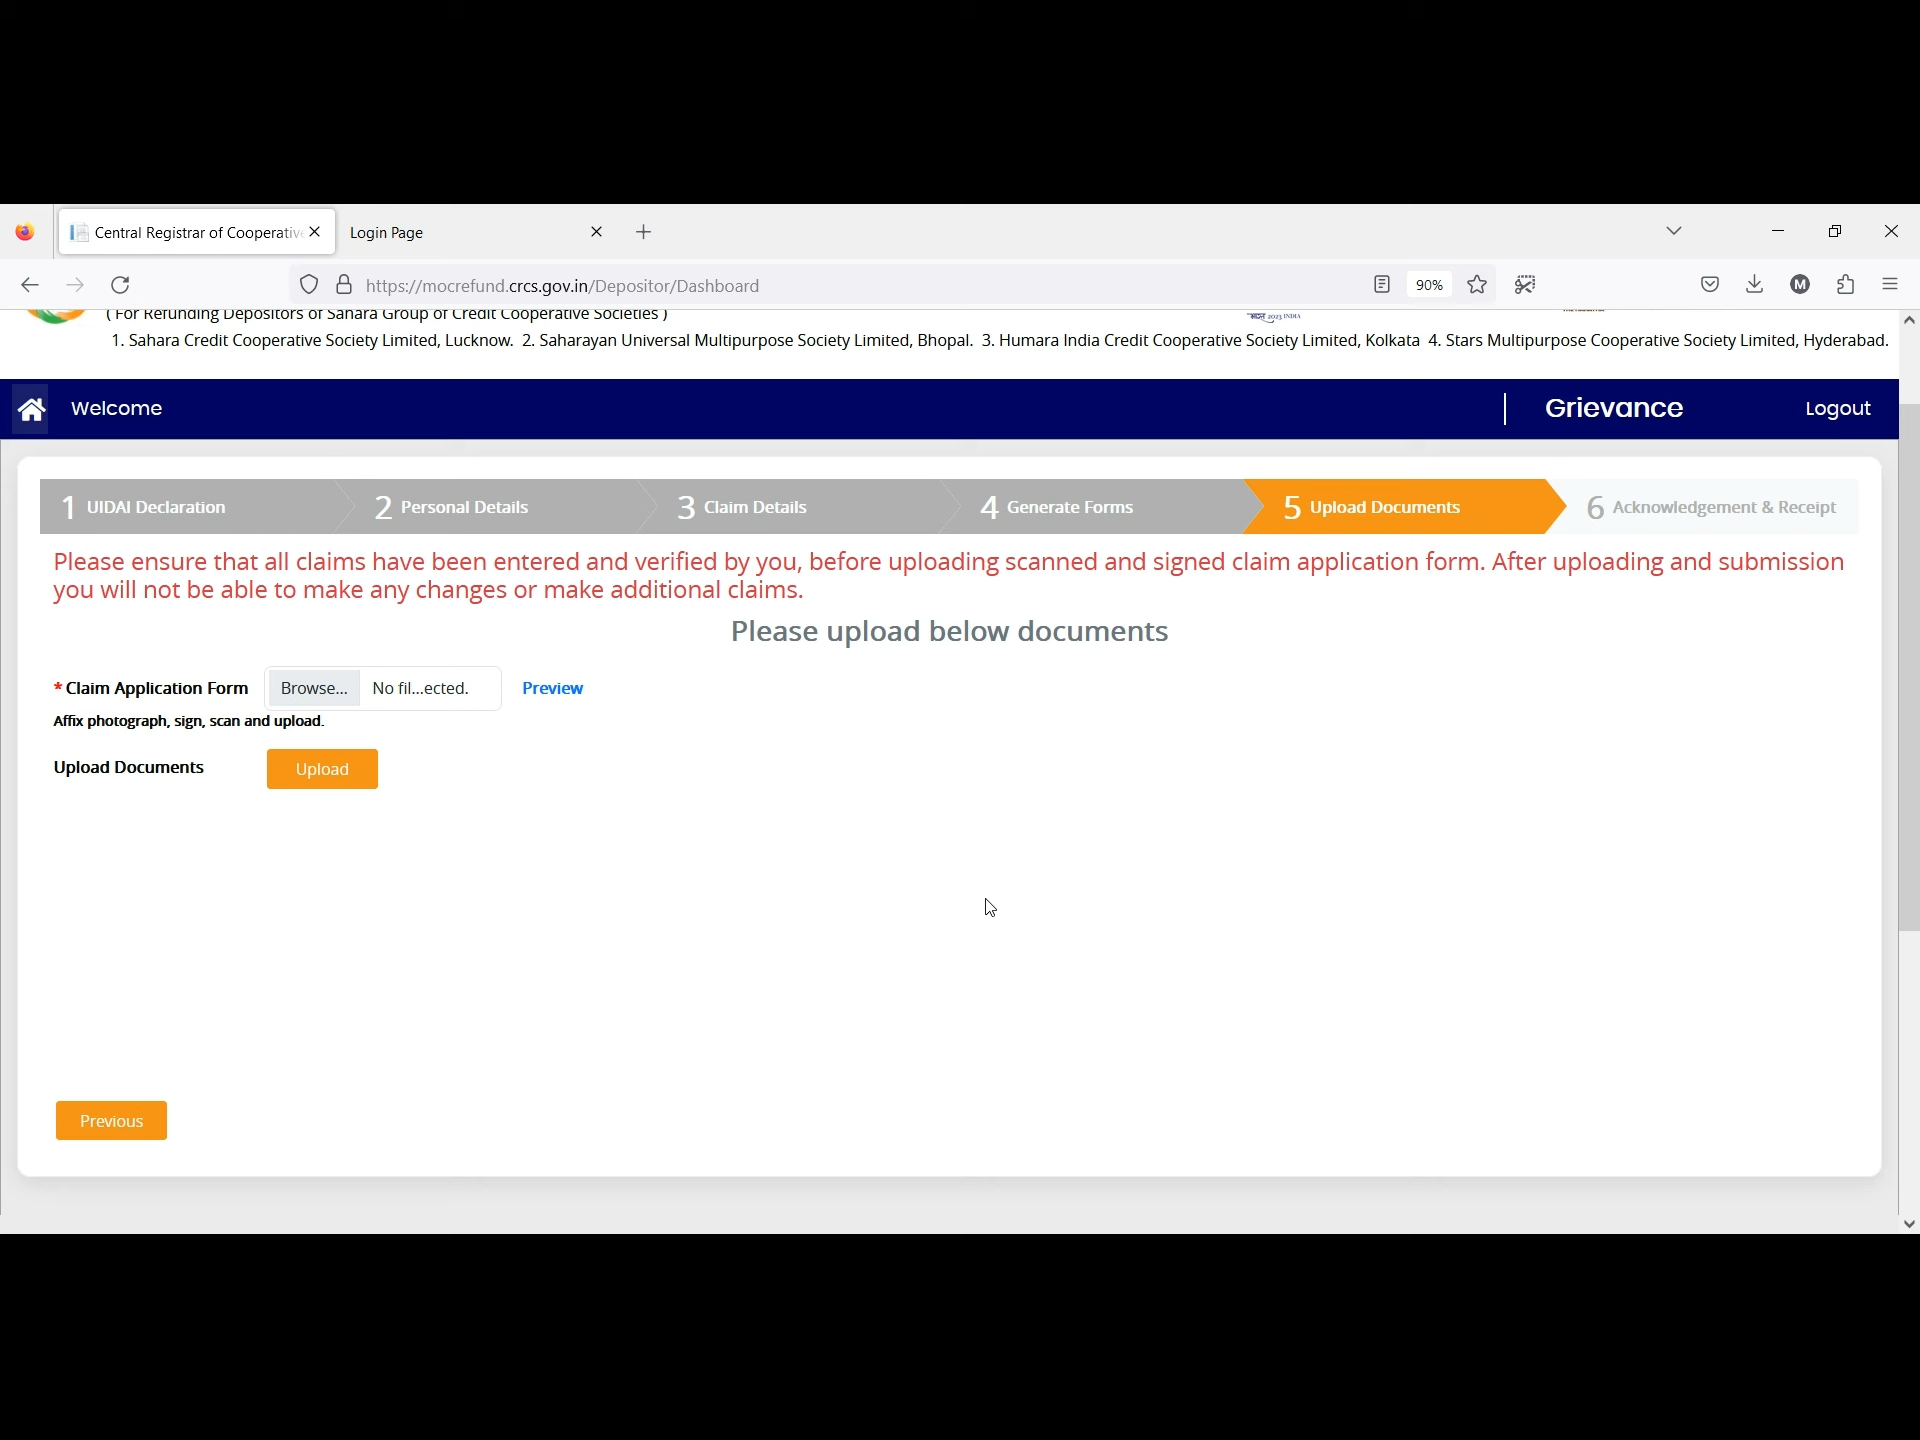 Central Registrar of Cooperative
Login Page
https://mocrefund.crcs.gov.in/Depositor/Dashboard
90%
M
( For Refunding Depositors of Sahara Group of Credit Cooperative Societies )
2023 INDIA
1. Sahara Credit Cooperative Society Limited, Lucknow. 2. Saharayan Universal Multipurpose Society Limited, Bhopal. 3. Humara India Credit Cooperative Society Limited, Kolkata 4. Stars Multipurpose Cooperative Society Limited, Hyderabad.
Welcome
Grievance
Logout
1 UIDAI Declaration
2 Personal Details
3 Claim Details
4 Generate Forms
5 Upload Documents
6 Acknowledgement & Receipt
Please ensure that all claims have been entered and verified by you, before uploading scanned and signed claim application form. After uploading and submission
you will not be able to make any changes or make additional claims.
Please upload below documents
* Claim Application Form
Browse... No fil...ected.
Preview
Affix photograph, sign, scan and upload.
Upload Documents
Upload
Previous